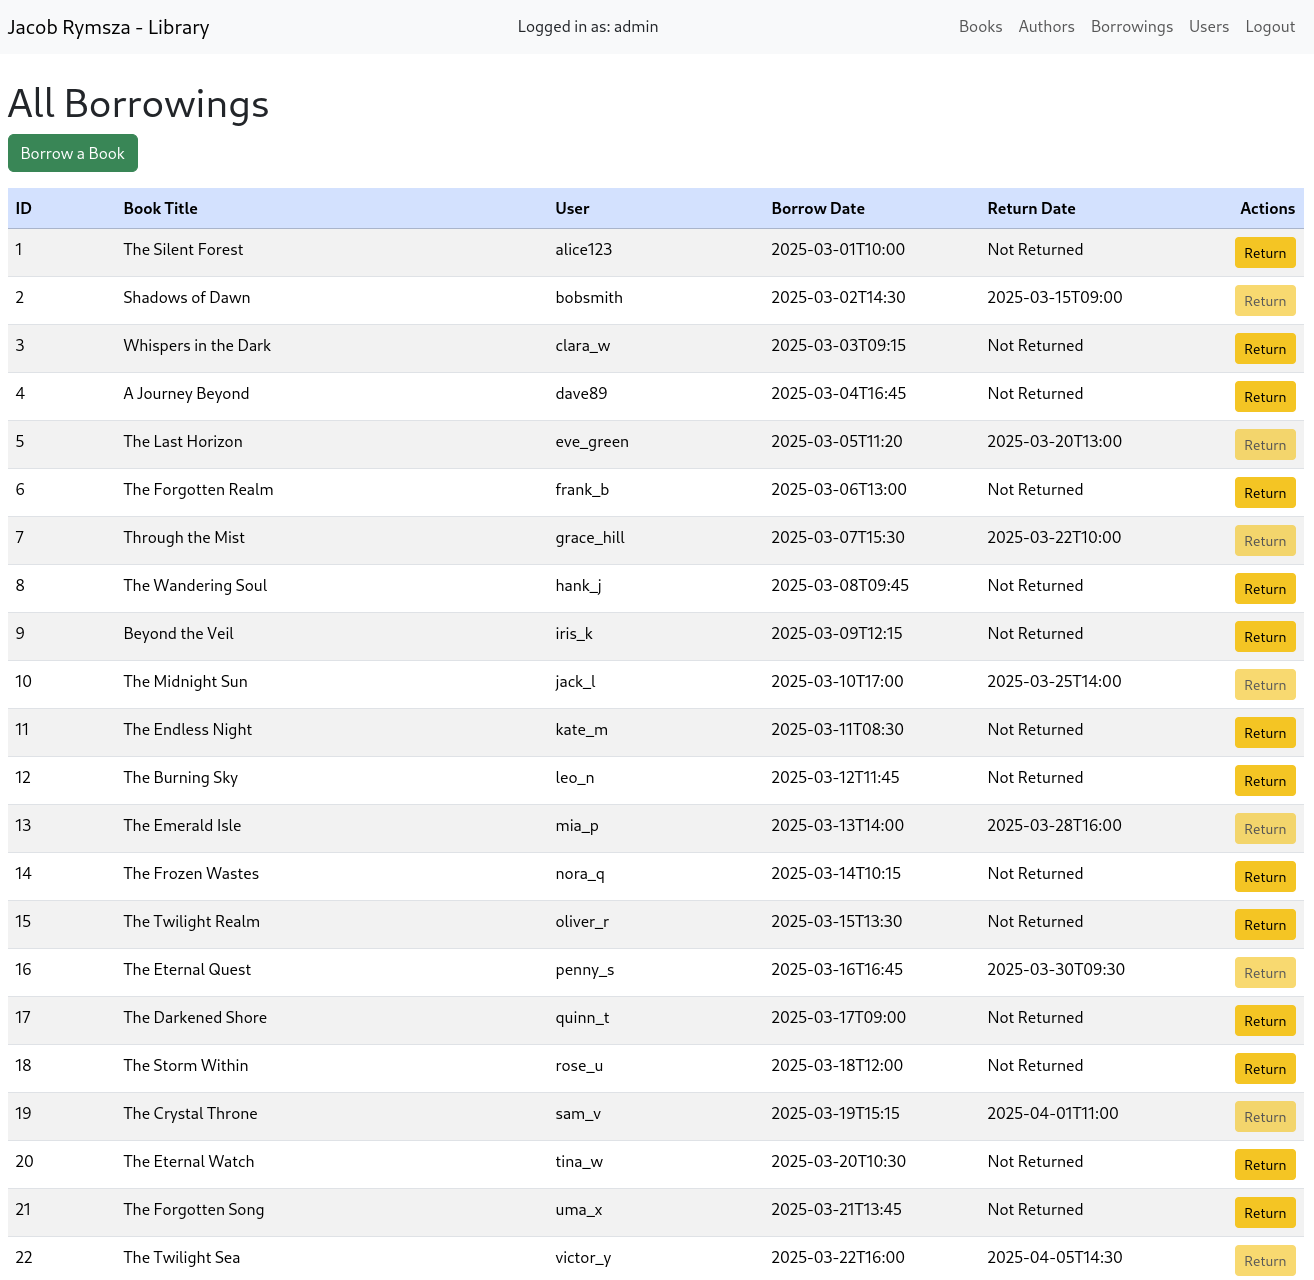 Jacob Rymsza - Library Logged in as: admin Books Authors Borrowings Users Logout
All Borrowings
Borrow a Book
ID Book Title User Borrow Date Return Date Actions
1 The Silent Forest alice123 2025-03-01T10:00 Not Returned Return
2 Shadows of Dawn bobsmith 2025-03-02T14:30 2025-03-15T09:00 Return
3 Whispers in the Dark clara_w 2025-03-03T09:15 Not Returned Return
4 A Journey Beyond dave89 2025-03-04T16:45 Not Returned Return
5 The Last Horizon eve_green 2025-03-05T11:20 2025-03-20T13:00 Return
6 The Forgotten Realm frank_b 2025-03-06T13:00 Not Returned Return
7 Through the Mist grace_hill 2025-03-07T15:30 2025-03-22T10:00 Return
8 The Wandering Soul hank_j 2025-03-08T09:45 Not Returned Return
9 Beyond the Veil iris_k 2025-03-09T12:15 Not Returned Return
10 The Midnight Sun jack_l 2025-03-10T17:00 2025-03-25T14:00 Return
11 The Endless Night kate_m 2025-03-11T08:30 Not Returned Return
12 The Burning Sky leo_n 2025-03-12T11:45 Not Returned Return
13 The Emerald Isle mia_p 2025-03-13T14:00 2025-03-28T16:00 Return
14 The Frozen Wastes nora_q 2025-03-14T10:15 Not Returned Return
15 The Twilight Realm oliver_r 2025-03-15T13:30 Not Returned Return
16 The Eternal Quest penny_s 2025-03-16T16:45 2025-03-30T09:30 Return
17 The Darkened Shore quinn_t 2025-03-17T09:00 Not Returned Return
18 The Storm Within rose_u 2025-03-18T12:00 Not Returned Return
19 The Crystal Throne sam_v 2025-03-19T15:15 2025-04-01T11:00 Return
20 The Eternal Watch tina_w 2025-03-20T10:30 Not Returned Return
21 The Forgotten Song uma_x 2025-03-21T13:45 Not Returned Return
22 The Twilight Sea victor_y 2025-03-22T16:00 2025-04-05T14:30 Return